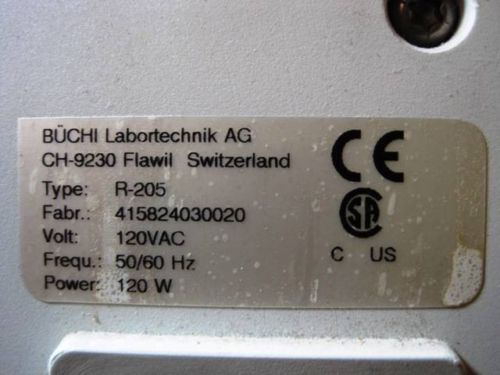 BÜCHI Labortechnik AG
CH-9230 Flawil Switzerland
Type: R-205
Fabr.: 415824030020
Volt: 120VAC
Frequ.: 50/60 Hz
Power: 120 W
CE
SA
C US